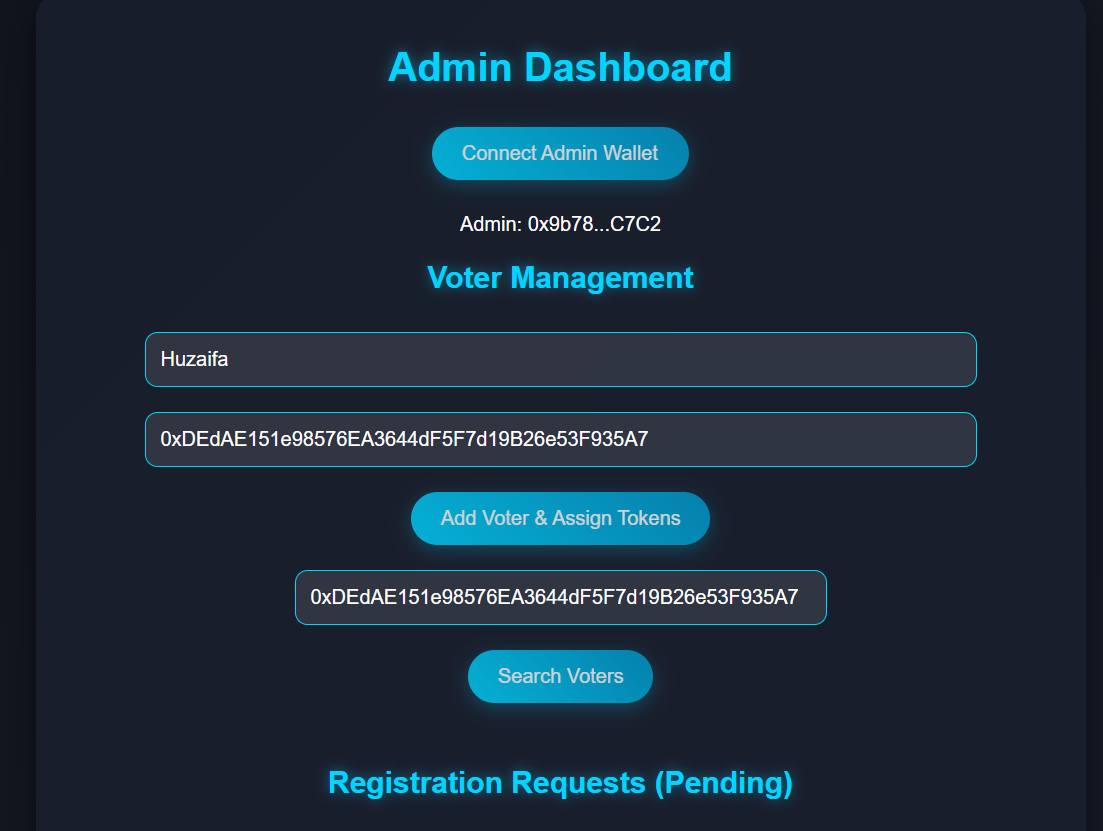 Admin Dashboard
Connect Admin Wallet
Admin: 0x9b78...C7C2
Voter Management
Huzaifa
0xDEdAE151e98576EA3644dF5F7d19B26e53F935A7
Add Voter & Assign Tokens
0xDEdAE151e98576EA3644dF5F7d19B26e53F935A7
Search Voters
Registration Requests (Pending)